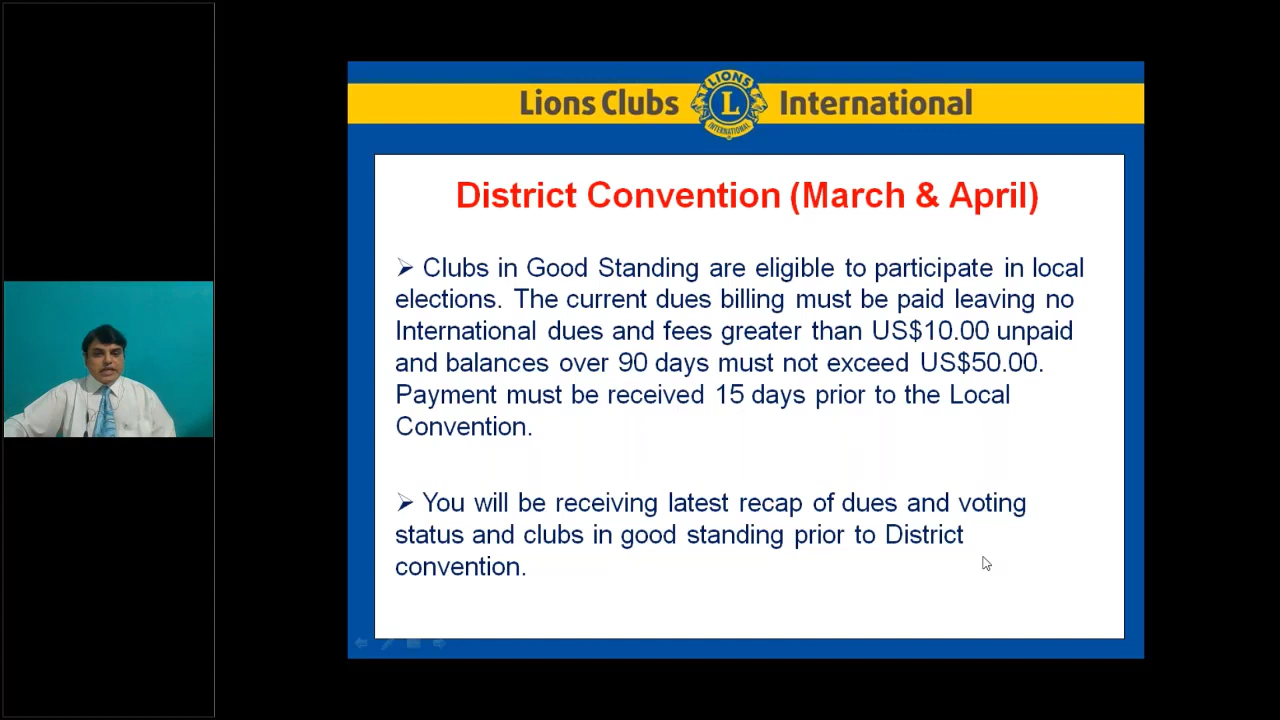 Lions Clubs International
LIONS
L
INTERNATIONAL
District Convention (March & April)
➢ Clubs in Good Standing are eligible to participate in local
elections. The current dues billing must be paid leaving no
International dues and fees greater than US$10.00 unpaid
and balances over 90 days must not exceed US$50.00.
Payment must be received 15 days prior to the Local
Convention.
➢ You will be receiving latest recap of dues and voting
status and clubs in good standing prior to District
convention.